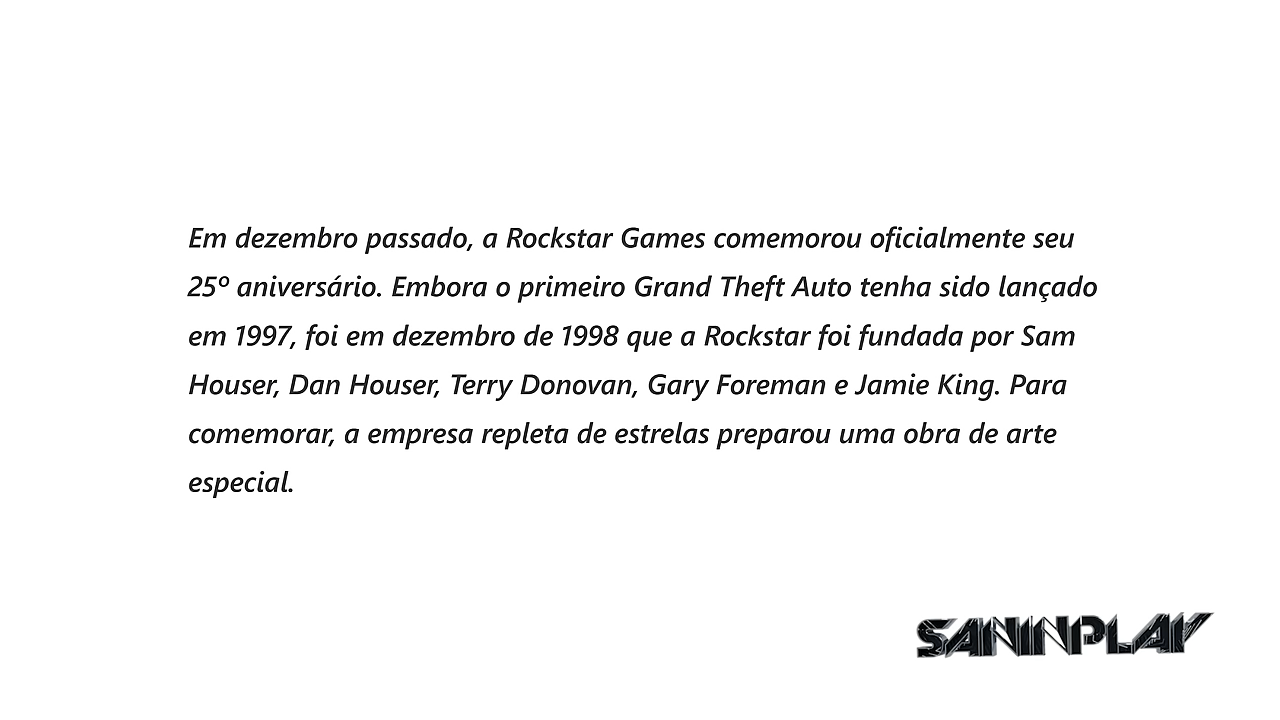 Em dezembro passado, a Rockstar Games comemorou oficialmente seu
25º aniversário. Embora o primeiro Grand Theft Auto tenha sido lançado
em 1997, foi em dezembro de 1998 que a Rockstar foi fundada por Sam
Houser, Dan Houser, Terry Donovan, Gary Foreman e Jamie King. Para
comemorar, a empresa repleta de estrelas preparou uma obra de arte
especial.
SANINPLAY